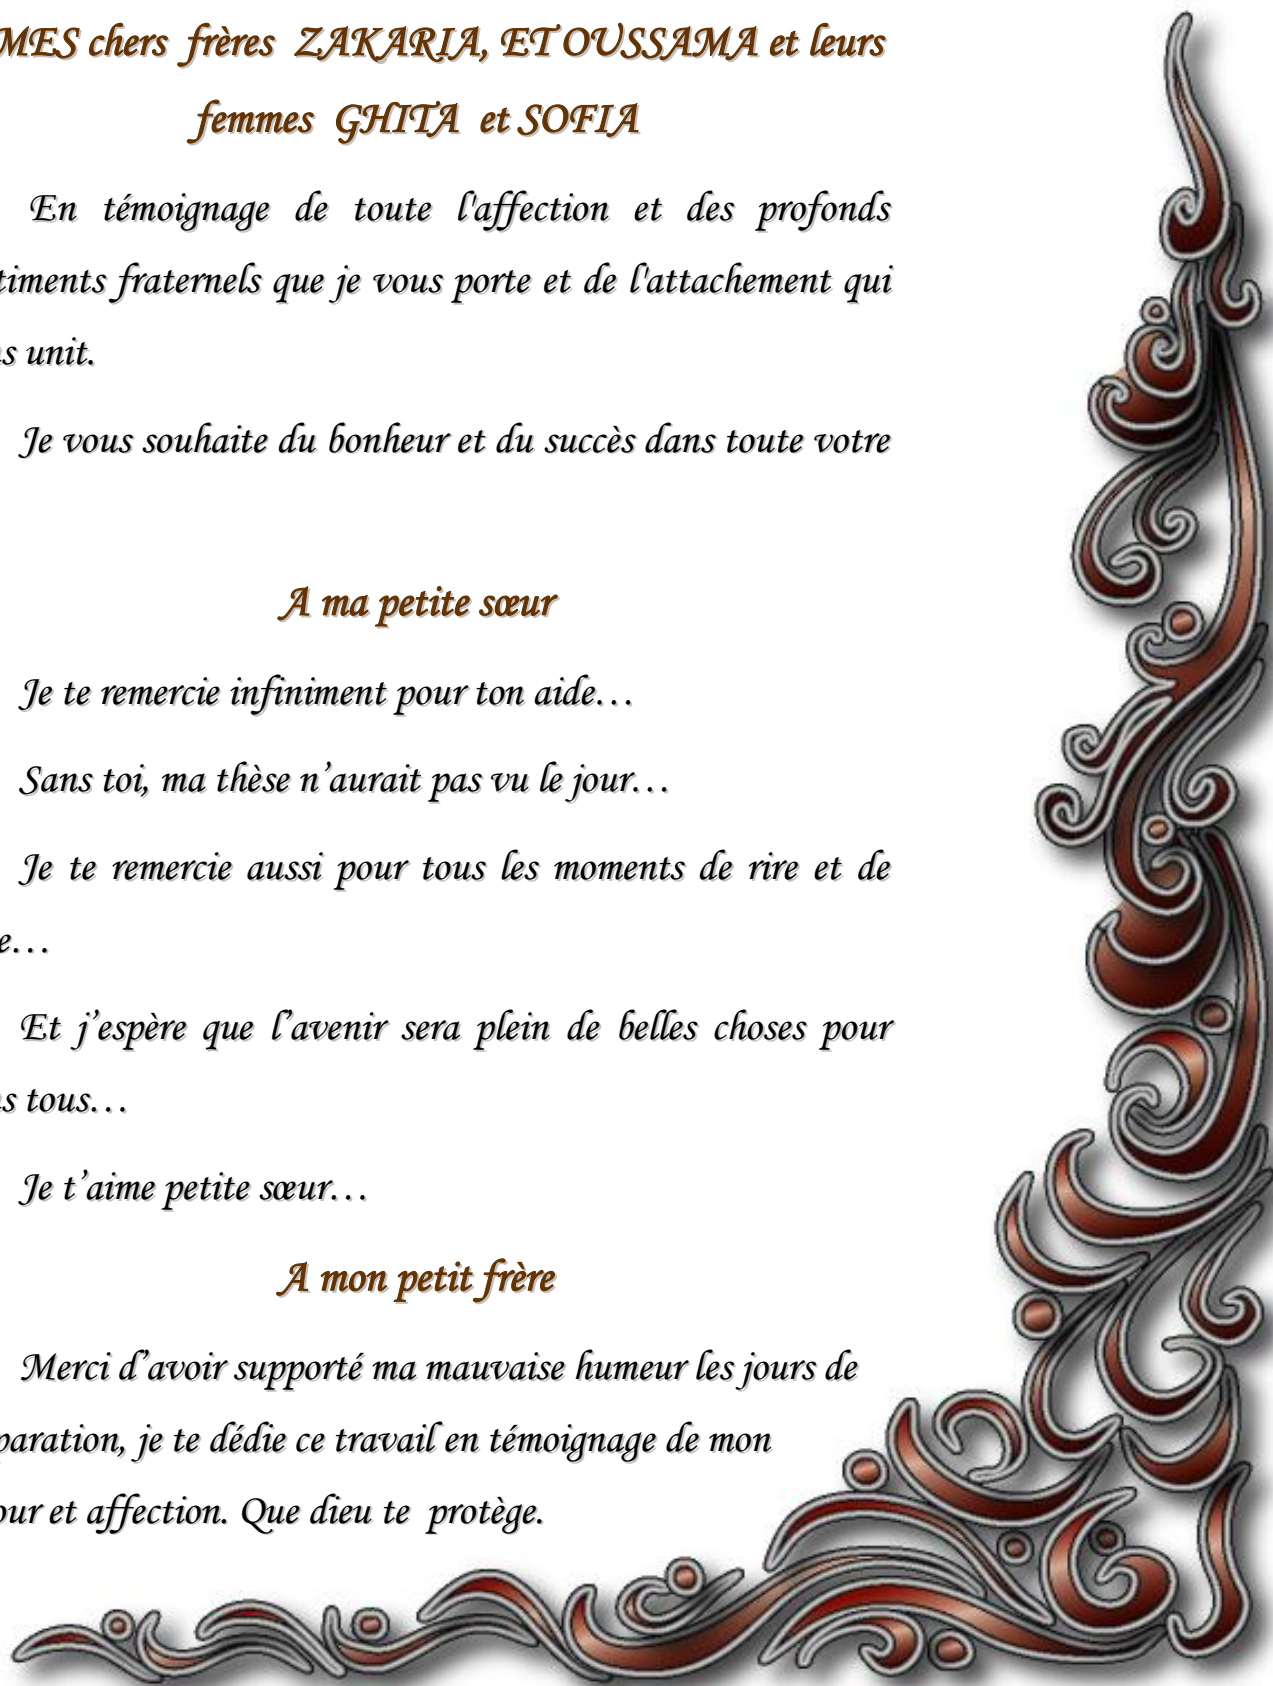 MES chers frères ZAKARIA, ET OUSSAMA et leurs
femmes GHITA et SOFIA
En témoignage de toute l'affection et des profonds
timents fraternels que je vous porte et de l'attachement qui
s unit.
Je vous souhaite du bonheur et du succès dans toute votre
A ma petite sœur
Je te remercie infiniment pour ton aide…
Sans toi, ma thèse n’aurait pas vu le jour…
Je te remercie aussi pour tous les moments de rire et de
e…
Et j’espère que l’avenir sera plein de belles choses pour
s tous…
Je t’aime petite sœur…
A mon petit frère
Merci d’avoir supporté ma mauvaise humeur les jours de
paration, je te dédie ce travail en témoignage de mon
our et affection. Que dieu te protège.